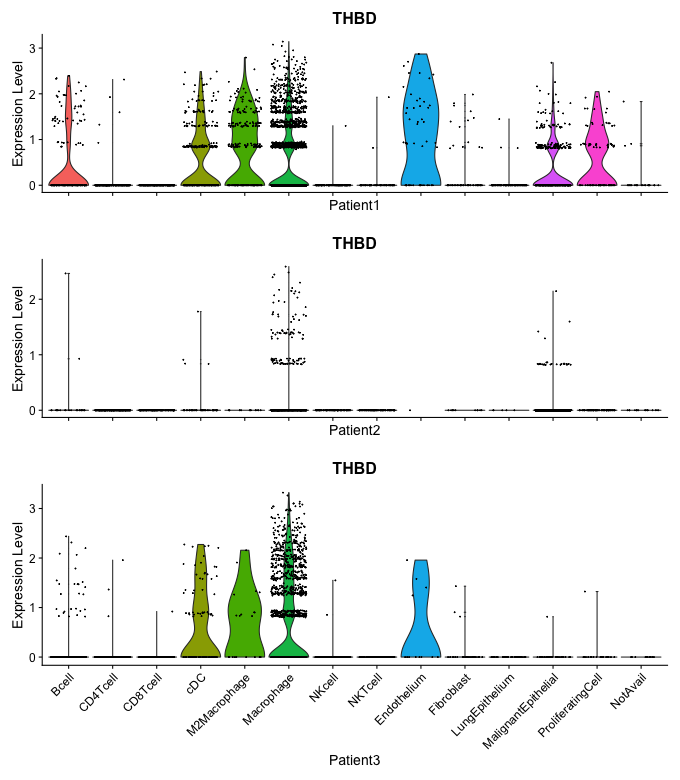 THBD
Expression Level
3
2
1
0
Patient1
THBD
Expression Level
2
1
0
Patient2
THBD
Expression Level
3
2
1
0
Bcell
CD4Tcell
CD8Tcell
cDC
M2Macrophage
Macrophage
NKcell
NKTcell
Endothelium
Fibroblast
LungEpithelium
MalignantEpithelial
ProliferatingCell
NotAvail
Patient3